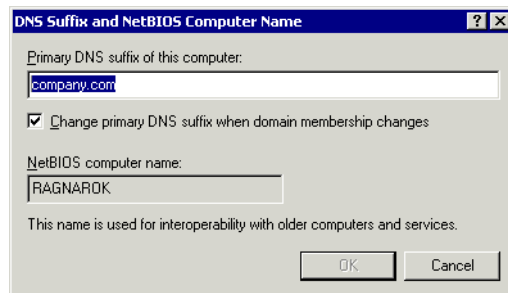 DNS Suffix and NetBIOS Computer Name
Primary DNS suffix of this computer:
company.com
Change primary DNS suffix when domain membership changes
NetBIOS computer name:
RAGNAROK
This name is used for interoperability with older computers and services.
OK Cancel